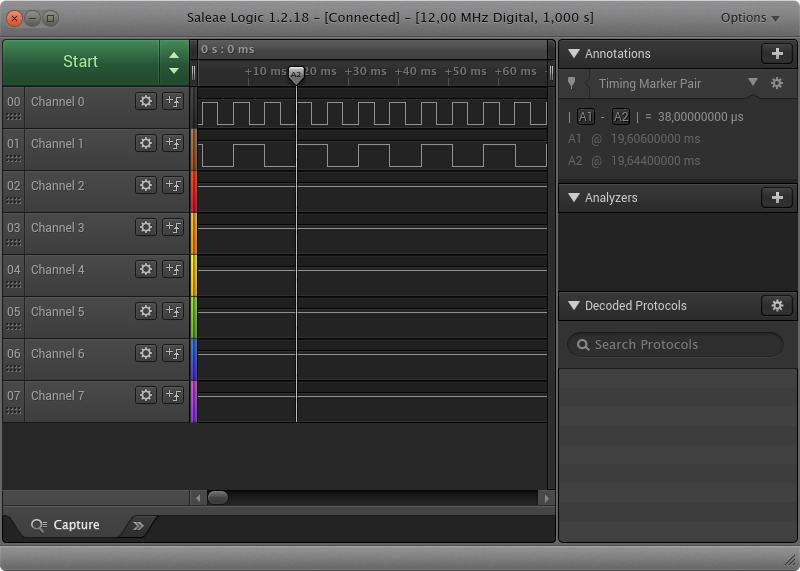 Saleae Logic 1.2.18 – [Connected] – [12,00 MHz Digital, 1,000 s]
Options
Start
0 s : 0 ms
+10 ms
20 ms
+30 ms
+40 ms
+50 ms
+60 ms
A2
00 Channel 0
01 Channel 1
02 Channel 2
03 Channel 3
04 Channel 4
05 Channel 5
06 Channel 6
07 Channel 7
Capture
Annotations
Timing Marker Pair
| A1 - A2 | = 38,00000000 µs
A1 @ 19,60600000 ms
A2 @ 19,64400000 ms
Analyzers
Decoded Protocols
Search Protocols